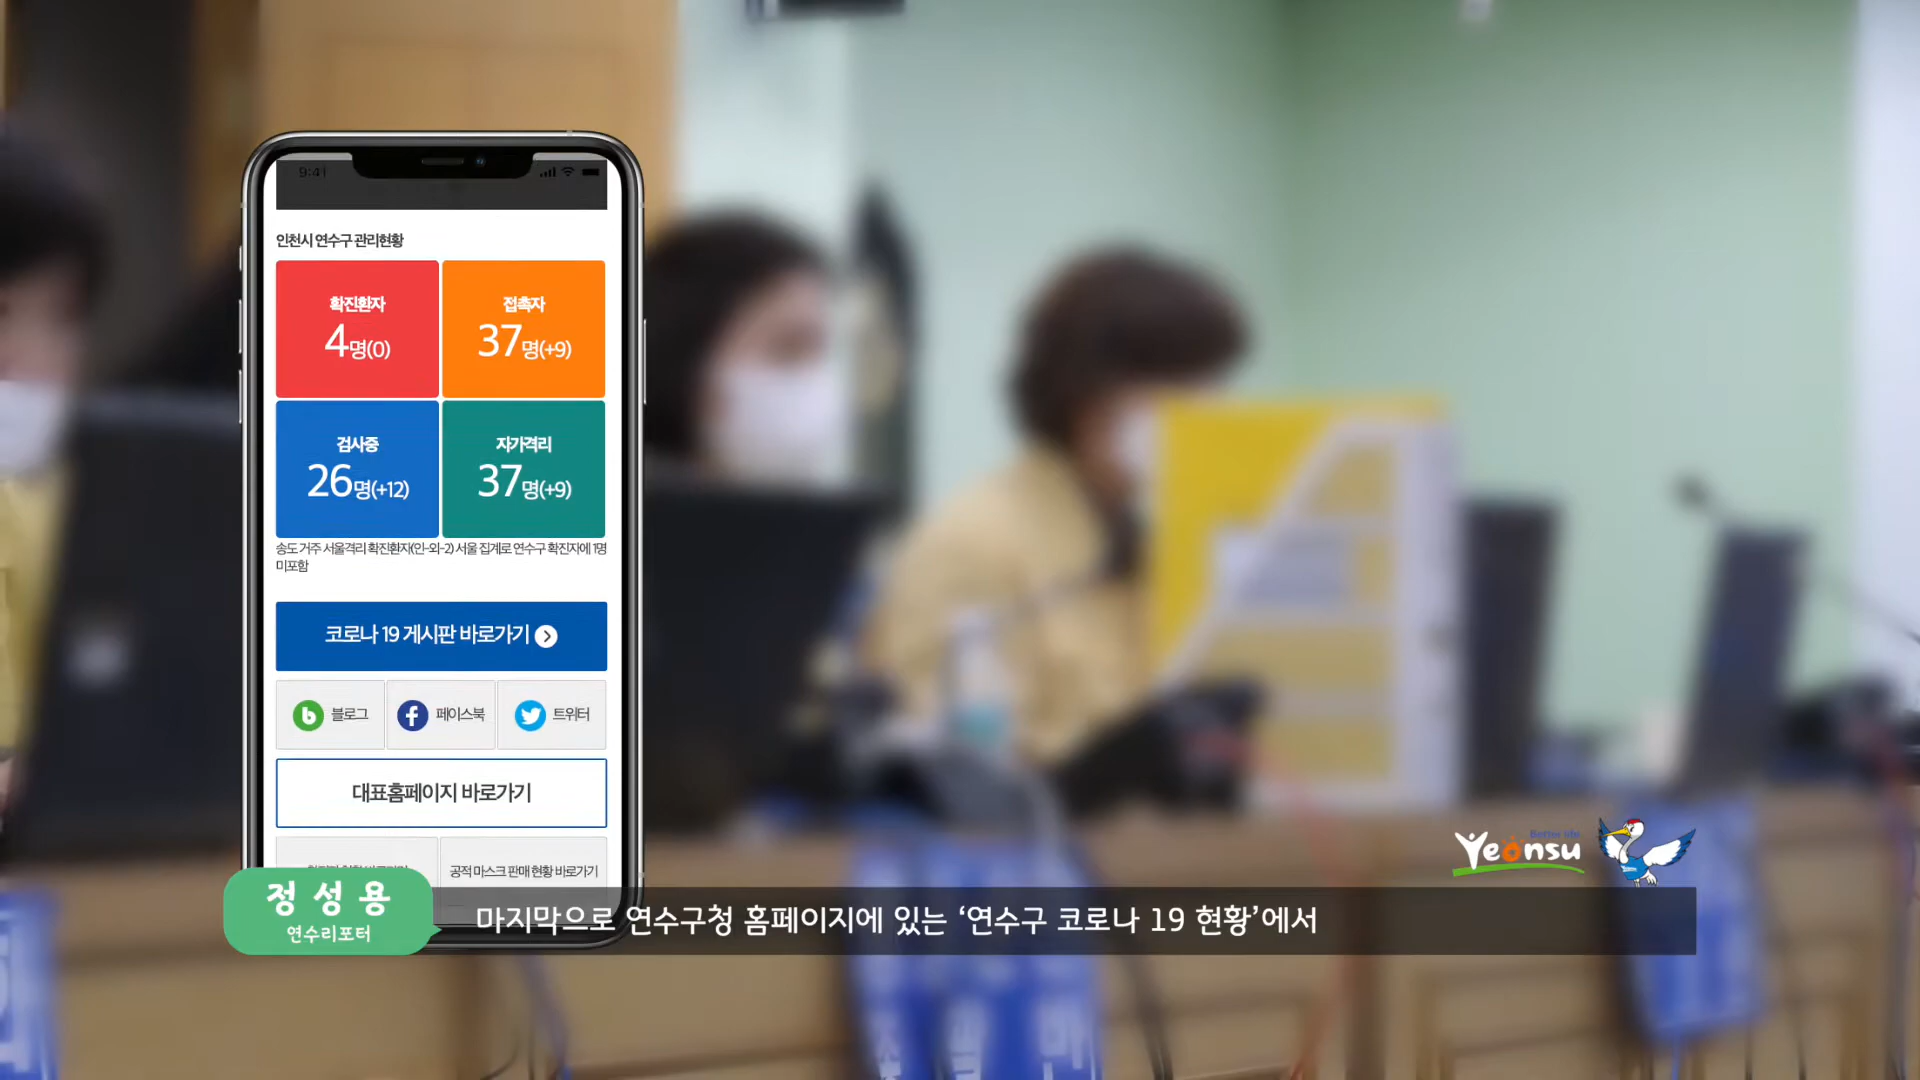 9:41
인천시 연수구 관리현황
확진환자
4명(0)
접촉자
37명(+9)
검사중
26명(+12)
자가격리
37명(+9)
송도 거주 서울격리 확진환자(인-외-2) 서울 집계로 연수구 확진자에 1명
미포함
코로나 19 게시판 바로가기
블로그
페이스북
트위터
대표홈페이지 바로가기
공적 마스크 판매 현황 바로가기
Better life
Yeonsu
정성용
연수리포터
마지막으로 연수구청 홈페이지에 있는 ‘연수구 코로나 19 현황’에서